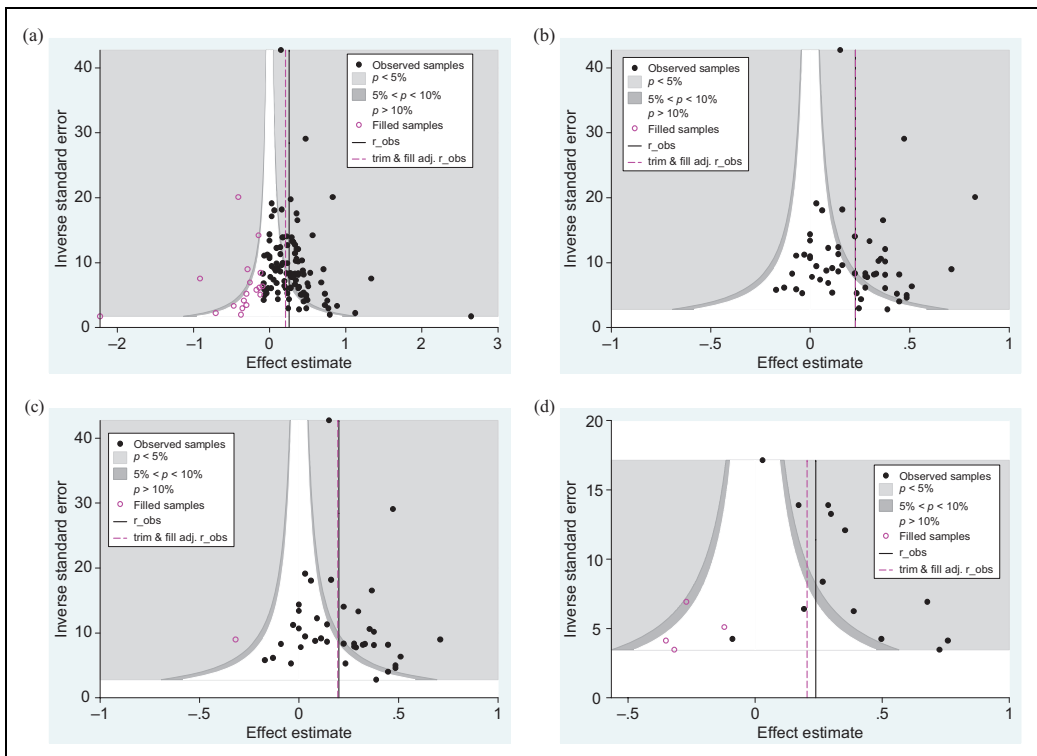 (a)
Inverse standard error
40
30
20
10
0
–2
–1
0
1
2
3
Effect estimate
Observed samples
p < 5%
5% < p < 10%
p > 10%
Filled samples
r_obs
trim & fill adj. r_obs
(b)
Inverse standard error
40
30
20
10
0
–1
–.5
0
.5
1
Effect estimate
Observed samples
p < 5%
5% < p < 10%
p > 10%
Filled samples
r_obs
trim & fill adj. r_obs
(c)
Inverse standard error
40
30
20
10
0
–1
–.5
0
.5
1
Effect estimate
Observed samples
p < 5%
5% < p < 10%
p > 10%
Filled samples
r_obs
trim & fill adj. r_obs
(d)
Inverse standard error
20
15
10
5
0
–.5
0
.5
1
Effect estimate
Observed samples
p < 5%
5% < p < 10%
p > 10%
Filled samples
r_obs
trim & fill adj. r_obs